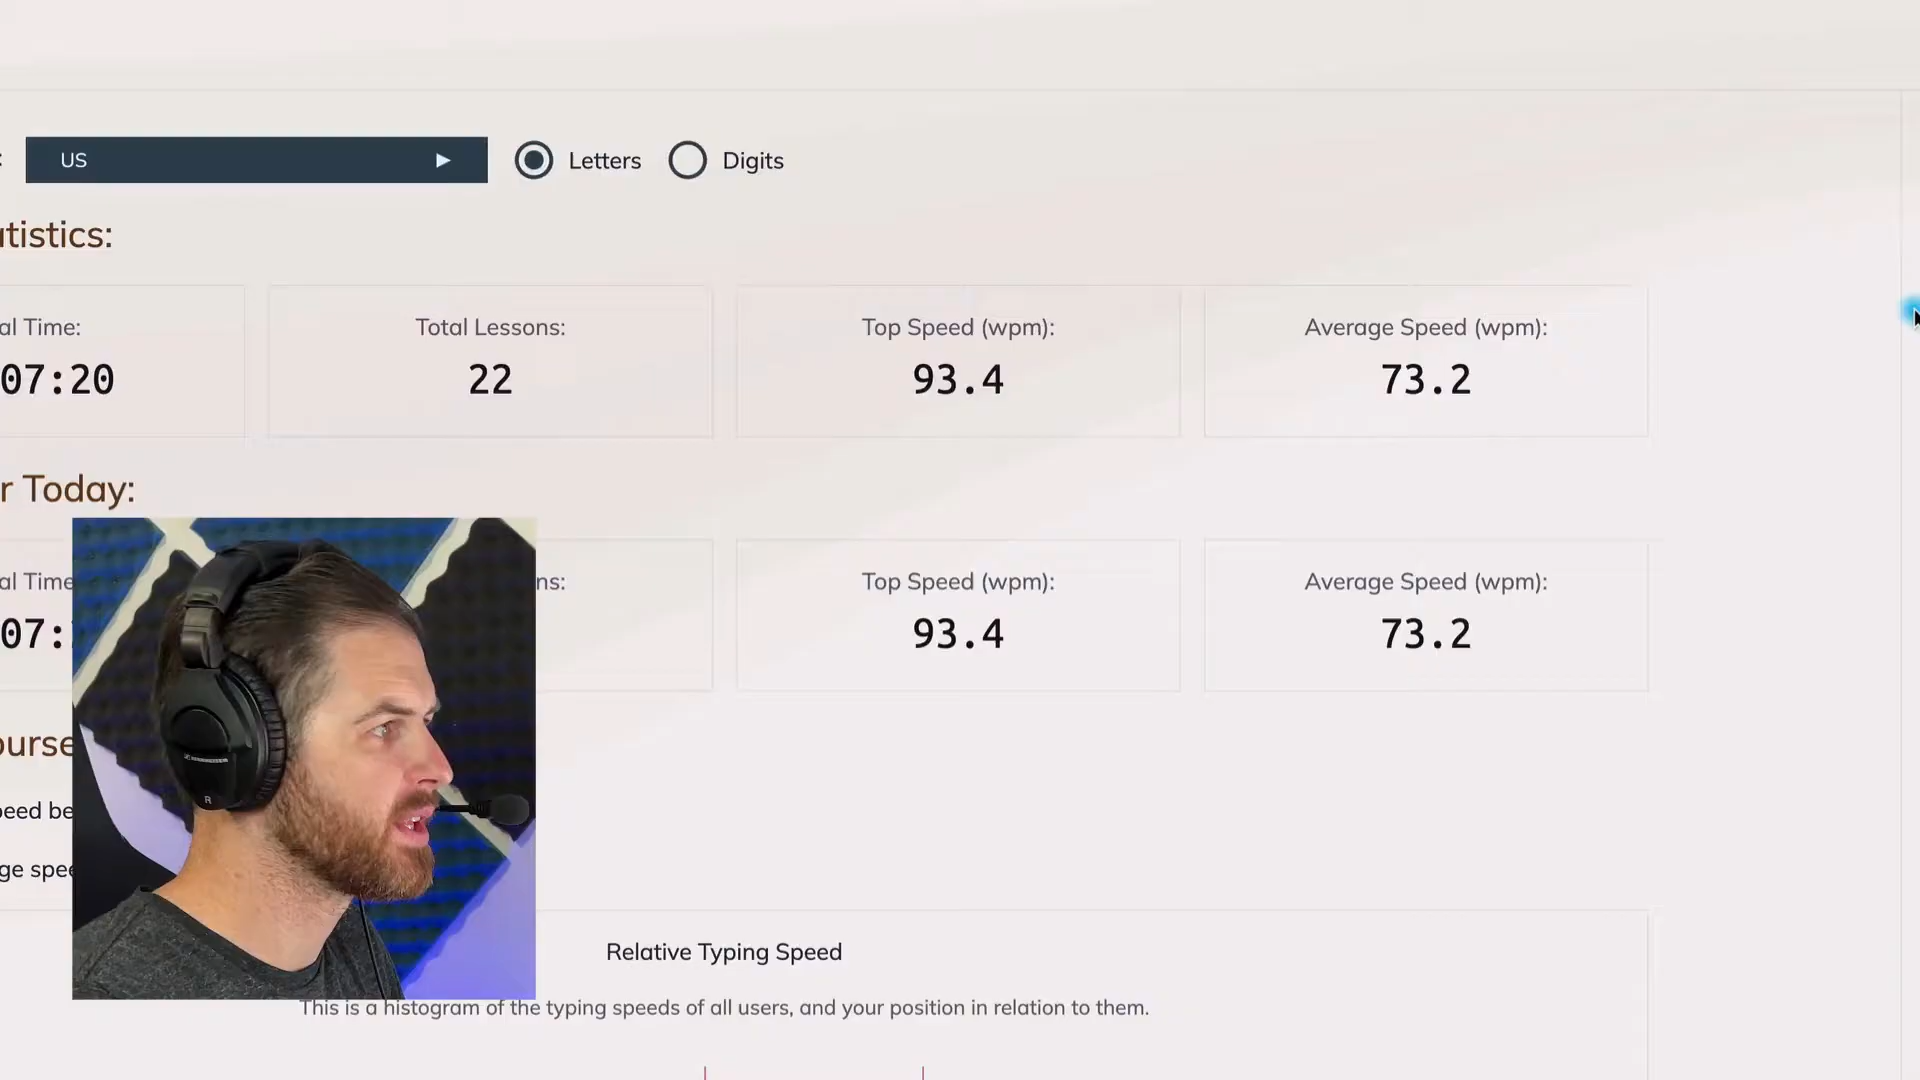 US ▶ Letters Digits
tistics:
al Time: Total Lessons: Top Speed (wpm): Average Speed (wpm):
07:20 22 93.4 73.2
r Today:
al Time ns: Top Speed (wpm): Average Speed (wpm):
07: 93.4 73.2
ourse
peed be
ge spee
R
Relative Typing Speed
This is a histogram of the typing speeds of all users, and your position in relation to them.